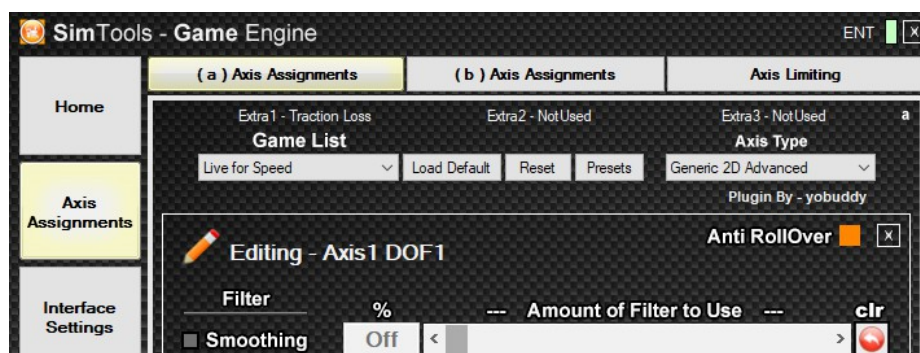 SimTools - Game Engine
ENT
x
( a ) Axis Assignments
( b ) Axis Assignments
Axis Limiting
Home
Extra1 - Traction Loss
Extra2 - NotUsed
Extra3 - NotUsed
a
Game List
Axis Type
Live for Speed
Load Default
Reset
Presets
Generic 2D Advanced
Plugin By - yobuddy
Axis
Assignments
Anti RollOver
x
Editing - Axis1 DOF1
Filter
%
--- Amount of Filter to Use ---
clr
Interface
Settings
Smoothing
Off